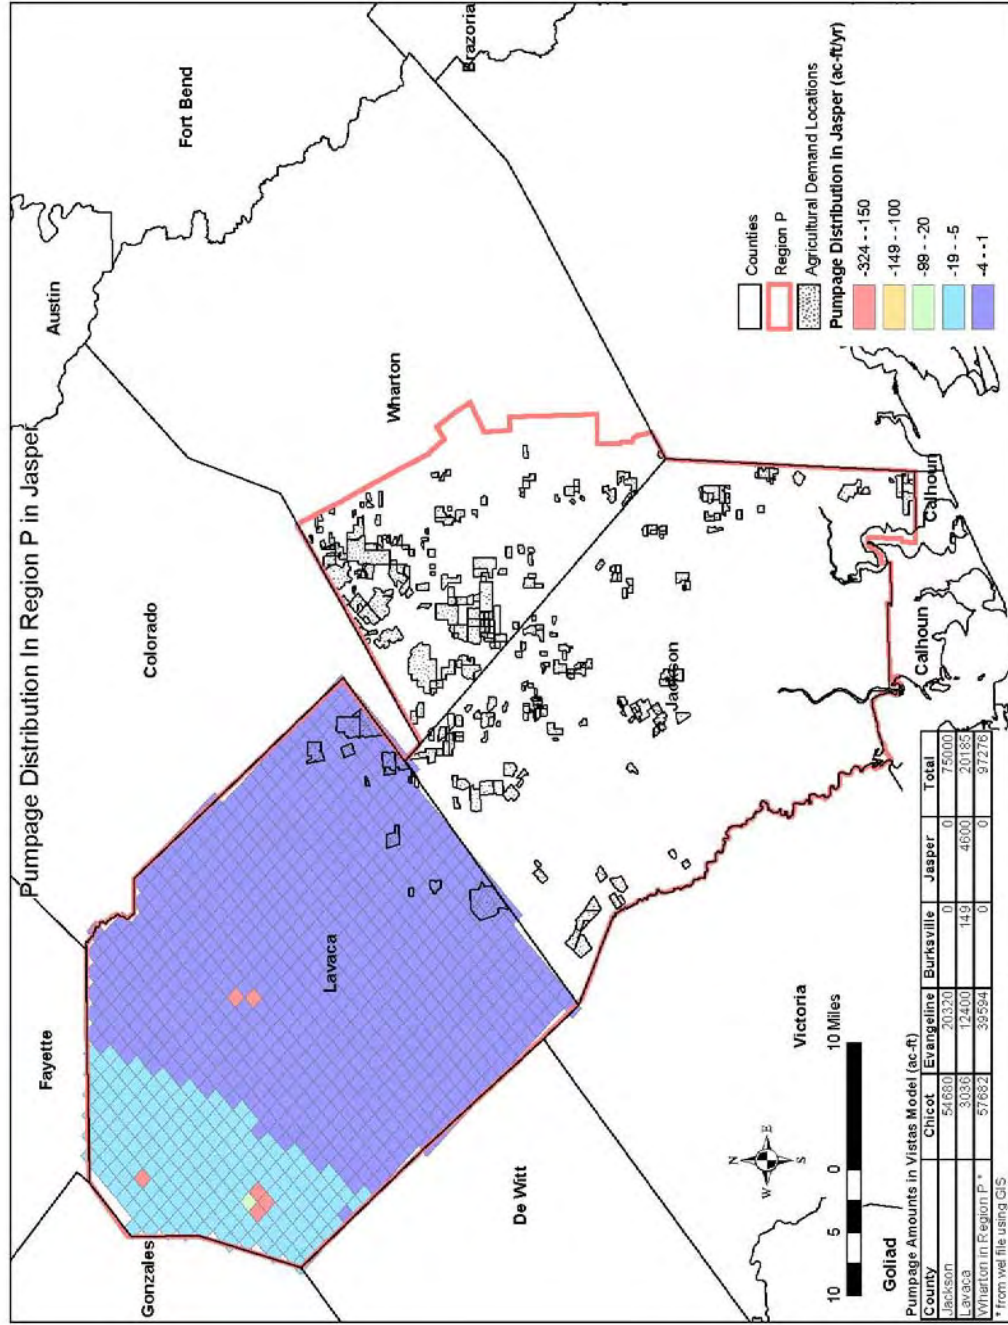 Pumpage Distribution In Region P in Jasper
Fayette
Colorado
Austin
Fort Bend
Brazoria
Wharton
Gonzales
Lavaca
Jackson
De Witt
Victoria
Goliad
Calhoun
Calhoun
N
W E
S
10 5 0 10 Miles
Counties
Region P
Agricultural Demand Locations
Pumpage Distribution in Jasper (ac-ft/yr)
-324 - -150
-149 - -100
-99 - -20
-19 - -5
-4 - -1
Pumpage Amounts in Vistas Model (ac-ft)
County Chicot Evangeline Burksville Jasper Total
Jackson 54680 20320 0 0 75000
Lavaca 3036 12400 149 4600 20185
Wharton in Region P * 57682 39594 0 0 97276
* from wel file using GIS